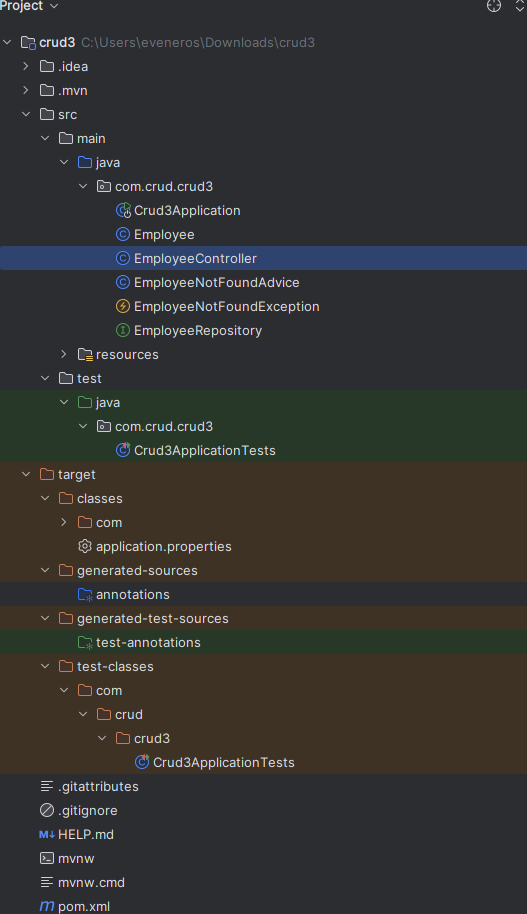 Project
crud3 C:\Users\eveneros\Downloads\crud3
.idea
.mvn
src
main
java
com.crud.crud3
Crud3Application
Employee
EmployeeController
EmployeeNotFoundAdvice
EmployeeNotFoundException
EmployeeRepository
resources
test
java
com.crud.crud3
Crud3ApplicationTests
target
classes
com
application.properties
generated-sources
annotations
generated-test-sources
test-annotations
test-classes
com
crud
crud3
Crud3ApplicationTests
.gitattributes
.gitignore
M↓ HELP.md
mvnw
mvnw.cmd
m pom.xml